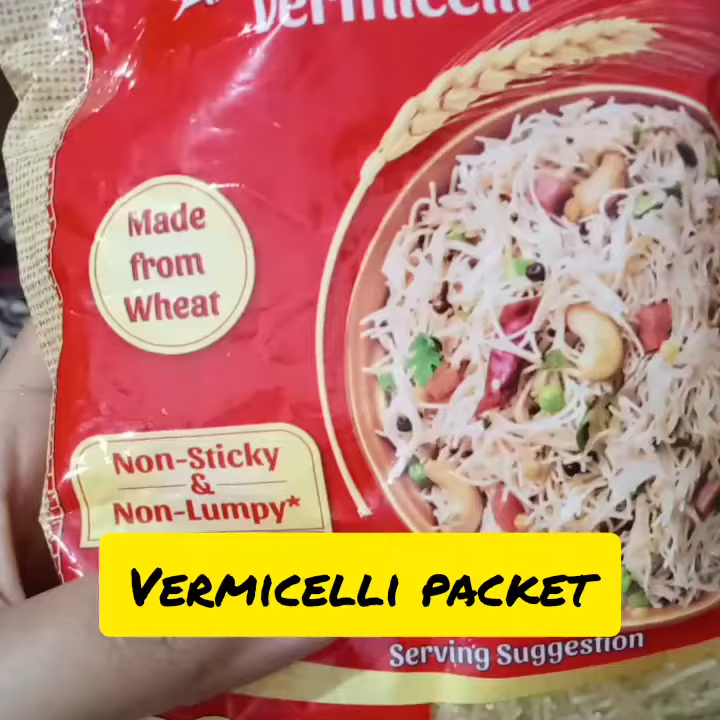 Vermicelli
Made
from
Wheat
Non-Sticky
&
Non-Lumpy*
VERMICELLI PACKET
Serving Suggestion